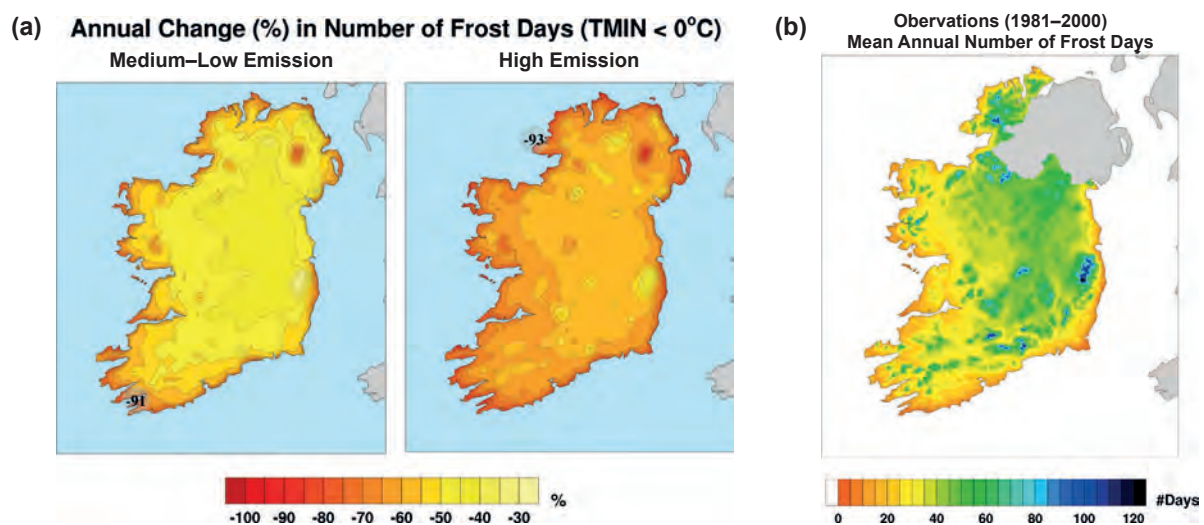 (a)
Annual Change (%) in Number of Frost Days (TMIN < 0°C)
Medium–Low Emission
High Emission
-91
-93
-100 -90 -80 -70 -60 -50 -40 -30
%
(b)
Obervations (1981–2000)
Mean Annual Number of Frost Days
0 20 40 60 80 100 120
#Days